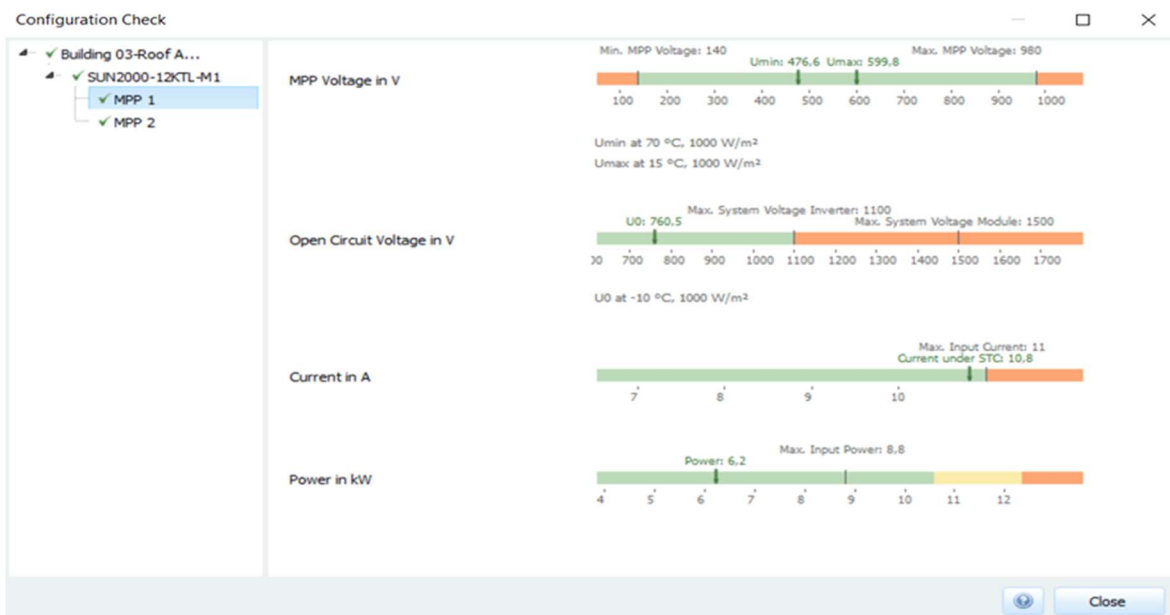 Configuration Check
Building 03-Roof A...
SUN2000-12KTL-M1
MPP 1
MPP 2
MPP Voltage in V
Min. MPP Voltage: 140
Max. MPP Voltage: 980
Umin: 476,6 Umax: 599,8
100 200 300 400 500 600 700 800 900 1000
Umin at 70 ºC, 1000 W/m²
Umax at 15 ºC, 1000 W/m²
Open Circuit Voltage in V
Max. System Voltage Inverter: 1100
U0: 760,5
Max. System Voltage Module: 1500
00 700 800 900 1000 1100 1200 1300 1400 1500 1600 1700
U0 at -10 ºC, 1000 W/m²
Current in A
Max. Input Current: 11
Current under STC: 10,8
7 8 9 10
Power in kW
Max. Input Power: 8,8
Power: 6,2
4 5 6 7 8 9 10 11 12
Close